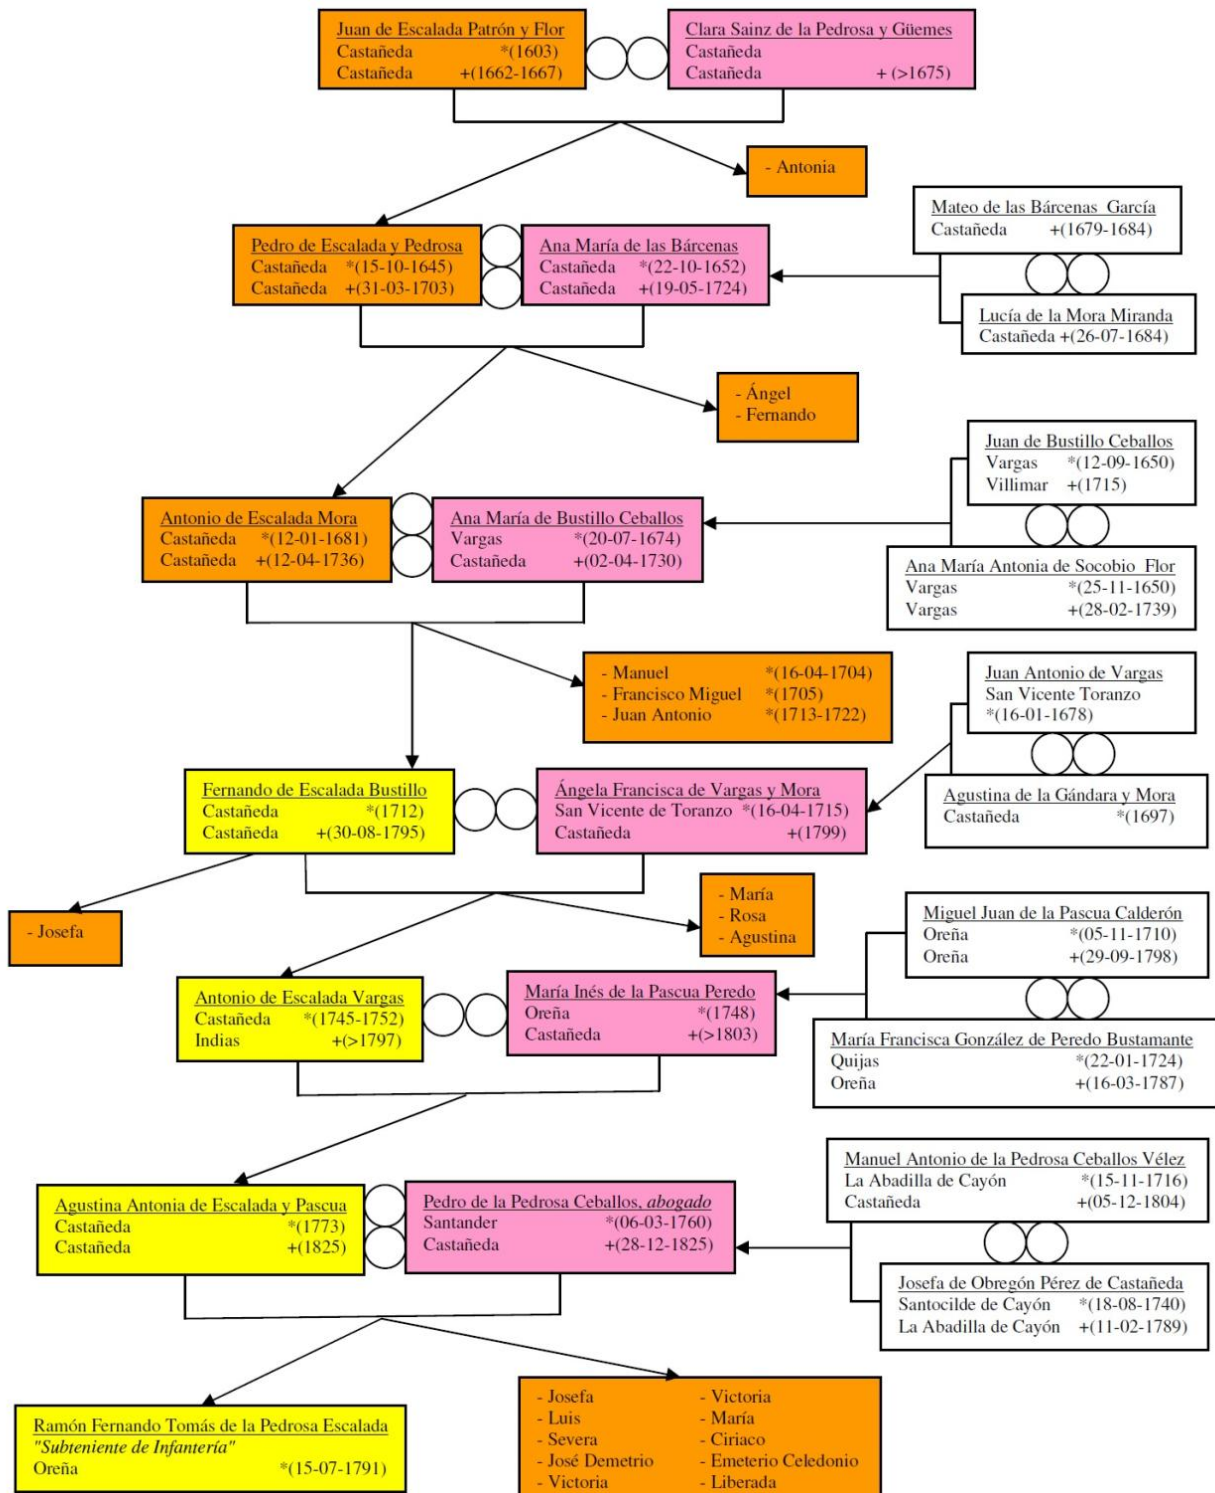 Juan de Escalada Patrón y Flor
Castañeda *(1603)
Castañeda +(1662-1667)
Clara Sainz de la Pedrosa y Güemes
Castañeda
Castañeda + (>1675)
- Antonia
Mateo de las Bárcenas García
Castañeda +(1679-1684)
Pedro de Escalada y Pedrosa
Castañeda *(15-10-1645)
Castañeda +(31-03-1703)
Ana María de las Bárcenas
Castañeda *(22-10-1652)
Castañeda +(19-05-1724)
Lucía de la Mora Miranda
Castañeda +(26-07-1684)
- Ángel
- Fernando
Juan de Bustillo Ceballos
Vargas *(12-09-1650)
Villimar +(1715)
Antonio de Escalada Mora
Castañeda *(12-01-1681)
Castañeda +(12-04-1736)
Ana María de Bustillo Ceballos
Vargas *(20-07-1674)
Castañeda +(02-04-1730)
Ana María Antonia de Socobio Flor
Vargas *(25-11-1650)
Vargas +(28-02-1739)
- Manuel *(16-04-1704)
- Francisco Miguel *(1705)
- Juan Antonio *(1713-1722)
Juan Antonio de Vargas
San Vicente Toranzo
*(16-01-1678)
Fernando de Escalada Bustillo
Castañeda *(1712)
Castañeda +(30-08-1795)
Ángela Francisca de Vargas y Mora
San Vicente de Toranzo *(16-04-1715)
Castañeda +(1799)
Agustina de la Gándara y Mora
Castañeda *(1697)
- Josefa
- María
- Rosa
- Agustina
Miguel Juan de la Pascua Calderón
Oreña *(05-11-1710)
Oreña +(29-09-1798)
Antonio de Escalada Vargas
Castañeda *(1745-1752)
Indias +(>1797)
María Inés de la Pascua Peredo
Oreña *(1748)
Castañeda +(>1803)
María Francisca González de Peredo Bustamante
Quijas *(22-01-1724)
Oreña +(16-03-1787)
Manuel Antonio de la Pedrosa Ceballos Vélez
La Abadilla de Cayón *(15-11-1716)
Castañeda +(05-12-1804)
Agustina Antonia de Escalada y Pascua
Castañeda *(1773)
Castañeda +(1825)
Pedro de la Pedrosa Ceballos, abogado
Santander *(06-03-1760)
Castañeda +(28-12-1825)
Josefa de Obregón Pérez de Castañeda
Santocilde de Cayón *(18-08-1740)
La Abadilla de Cayón +(11-02-1789)
Ramón Fernando Tomás de la Pedrosa Escalada
"Subteniente de Infantería"
Oreña *(15-07-1791)
- Josefa - Victoria
- Luis - María
- Severa - Ciriaco
- José Demetrio - Emeterio Celedonio
- Victoria - Liberada